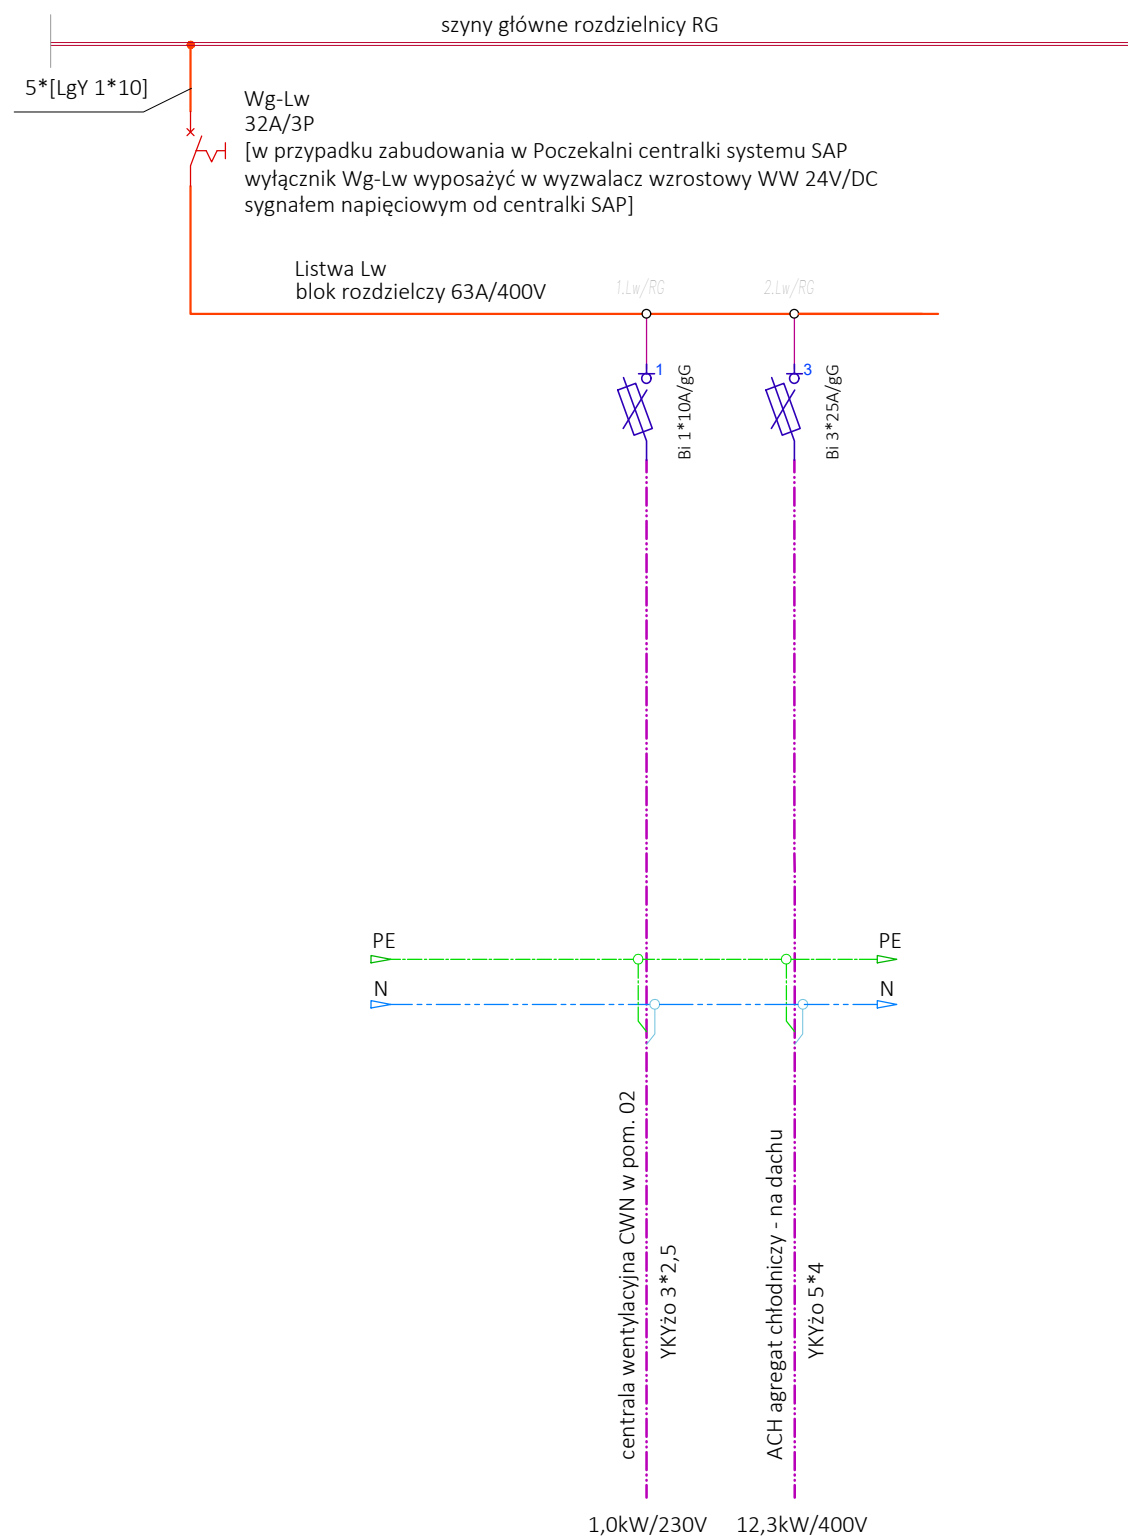 szyny główne rozdzielnicy RG
5*[LgY 1*10]
Wg-Lw
32A/3P
[w przypadku zabudowania w Poczekalni centralki systemu SAP
wyłącznik Wg-Lw wyposażyć w wyzwalacz wzrostowy WW 24V/DC
sygnałem napięciowym od centralki SAP]
Listwa Lw
blok rozdzielczy 63A/400V
1.Lw/RG
2.Lw/RG
1
Bi 1*10A/gG
3
Bi 3*25A/gG
PE
PE
N
N
centrala wentylacyjna CWN w pom. 02
YKYżo 3*2,5
ACH agregat chłodniczy - na dachu
YKYżo 5*4
1,0kW/230V
12,3kW/400V